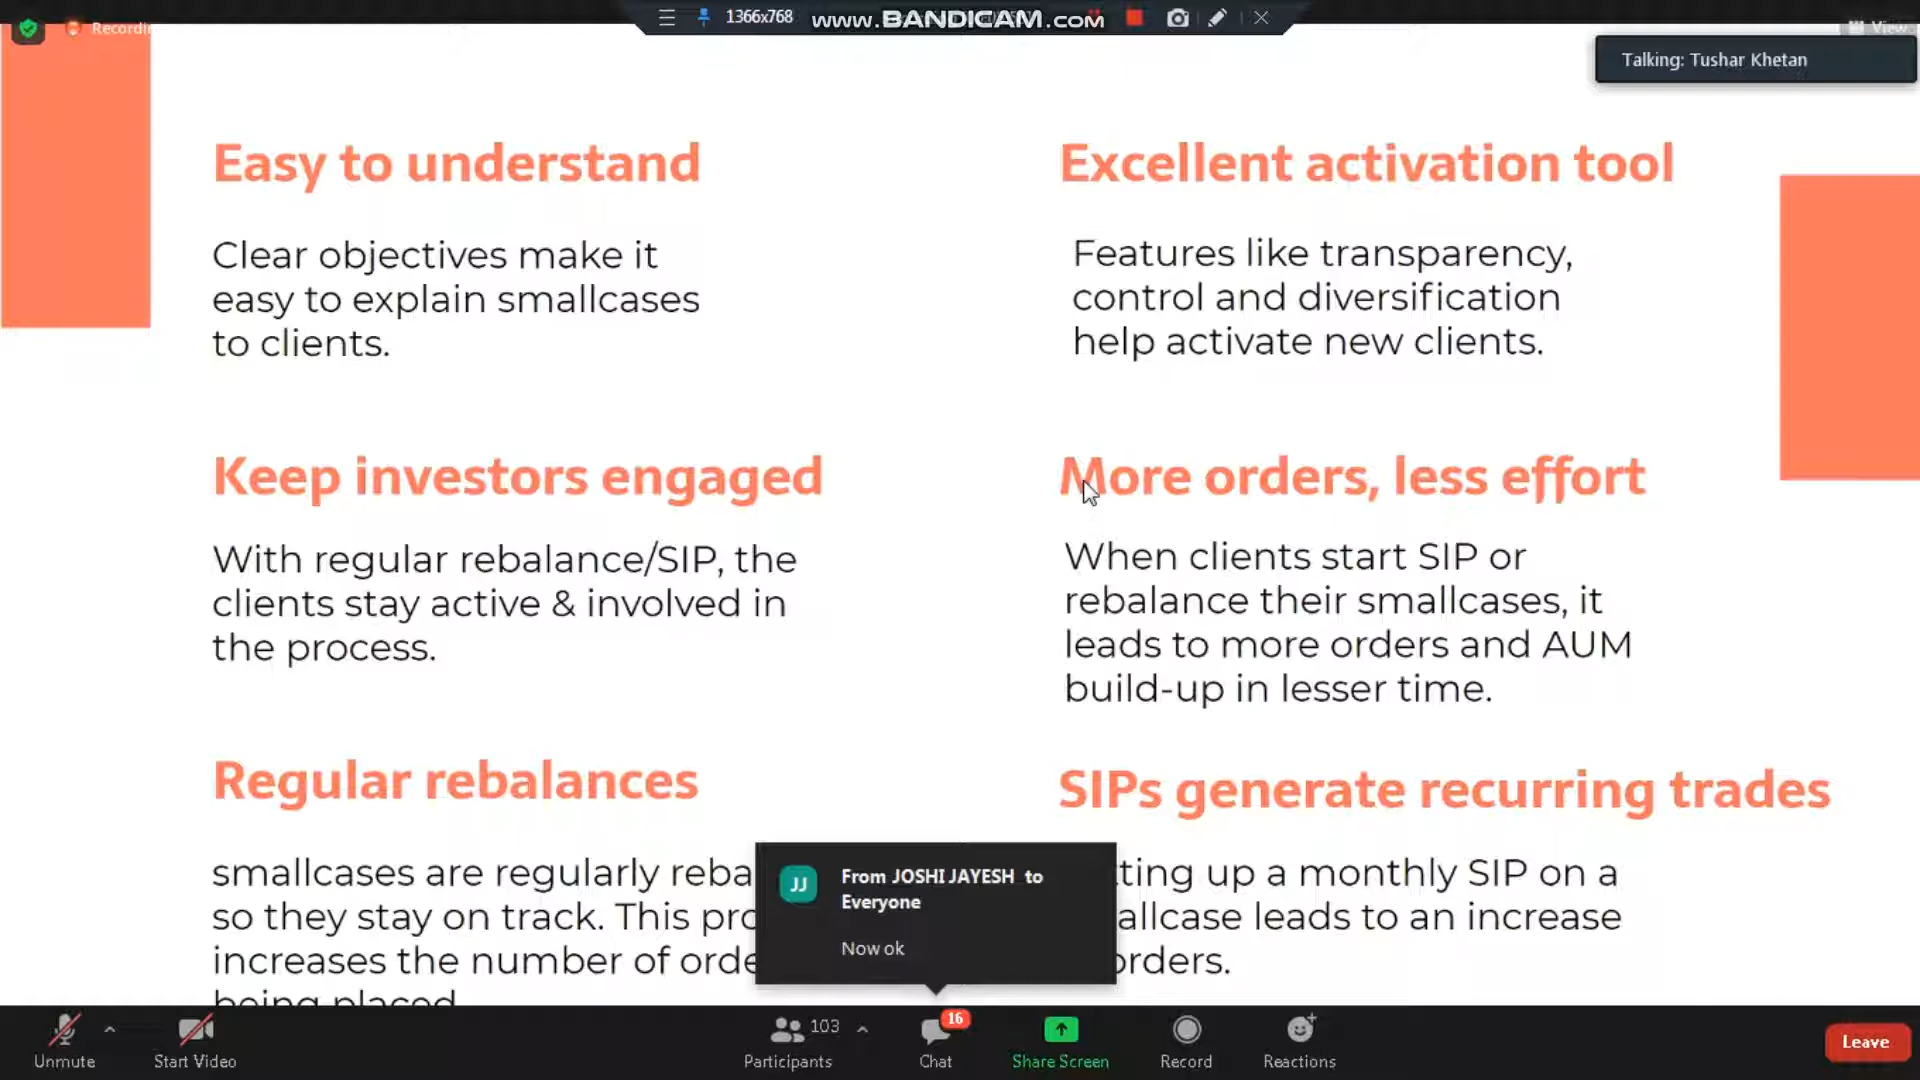 1366x768
www.BANDICAM.com
View
Talking: Tushar Khetan
Easy to understand
Clear objectives make it
easy to explain smallcases
to clients.
Excellent activation tool
Features like transparency,
control and diversification
help activate new clients.
Keep investors engaged
With regular rebalance/SIP, the
clients stay active & involved in
the process.
More orders, less effort
When clients start SIP or
rebalance their smallcases, it
leads to more orders and AUM
build-up in lesser time.
Regular rebalances
smallcases are regularly
so they stay on track. This
increases the number of
being placed
SIPs generate recurring trades
up a monthly SIP on a
leads to an increase
orders.
JJ
From JOSHI JAYESH to
Everyone
Now ok
Unmute
Start Video
103
Participants
16
Chat
Share Screen
Record
Reactions
Leave